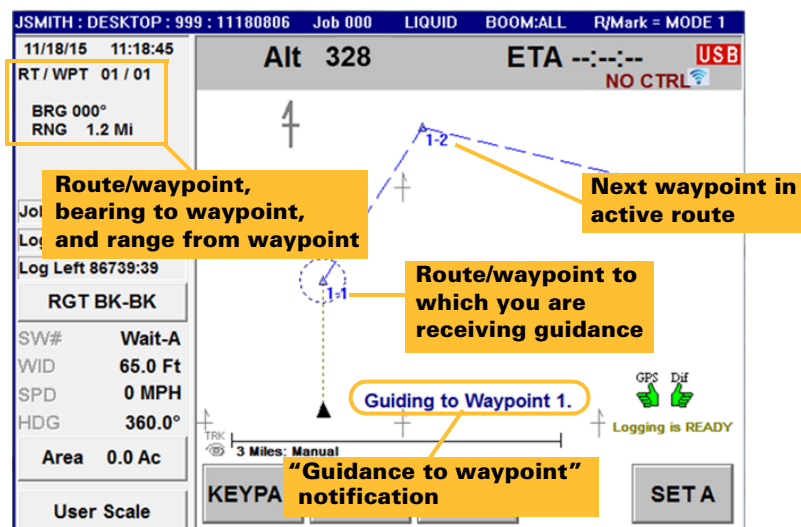 JSMITH : DESKTOP : 999 : 11180806 Job 000 LIQUID BOOM:ALL R/Mark = MODE 1
11/18/15 11:18:45
RT / WPT 01 / 01
BRG 000°
RNG 1.2 Mi
Alt 328
ETA --:--:--
USB
NO CTRL
1-2
Route/waypoint,
bearing to waypoint,
and range from waypoint
Next waypoint in
active route
Log Left 86739:39
RGT BK-BK
1-1
Route/waypoint to
which you are
receiving guidance
SW# Wait-A
WID 65.0 Ft
SPD 0 MPH
HDG 360.0°
Area 0.0 Ac
User Scale
Guiding to Waypoint 1.
GPS Dif
Logging is READY
TRK
3 Miles: Manual
"Guidance to waypoint"
notification
KEYPA
SET A